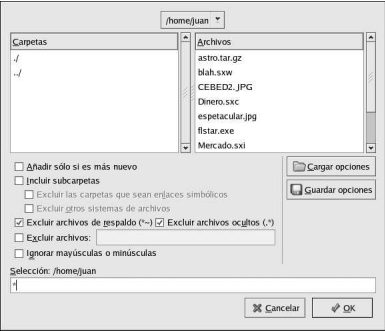 /home/juan
Carpetas
Archivos
./
../
astro.tar.gz
blah.sxw
CEBED2.JPG
Dinero.sxc
espetacular.jpg
flstar.exe
Mercado.sxi
Añadir sólo si es más nuevo
Incluir subcarpetas
Excluir las carpetas que sean enlaces simbólicos
Excluir otros sistemas de archivos
Excluir archivos de respaldo (*~) Excluir archivos ocultos (.*)
Excluir archivos:
Ignorar mayúsculas o minúsculas
Cargar opciones
Guardar opciones
Selección: /home/juan
*
Cancelar
OK